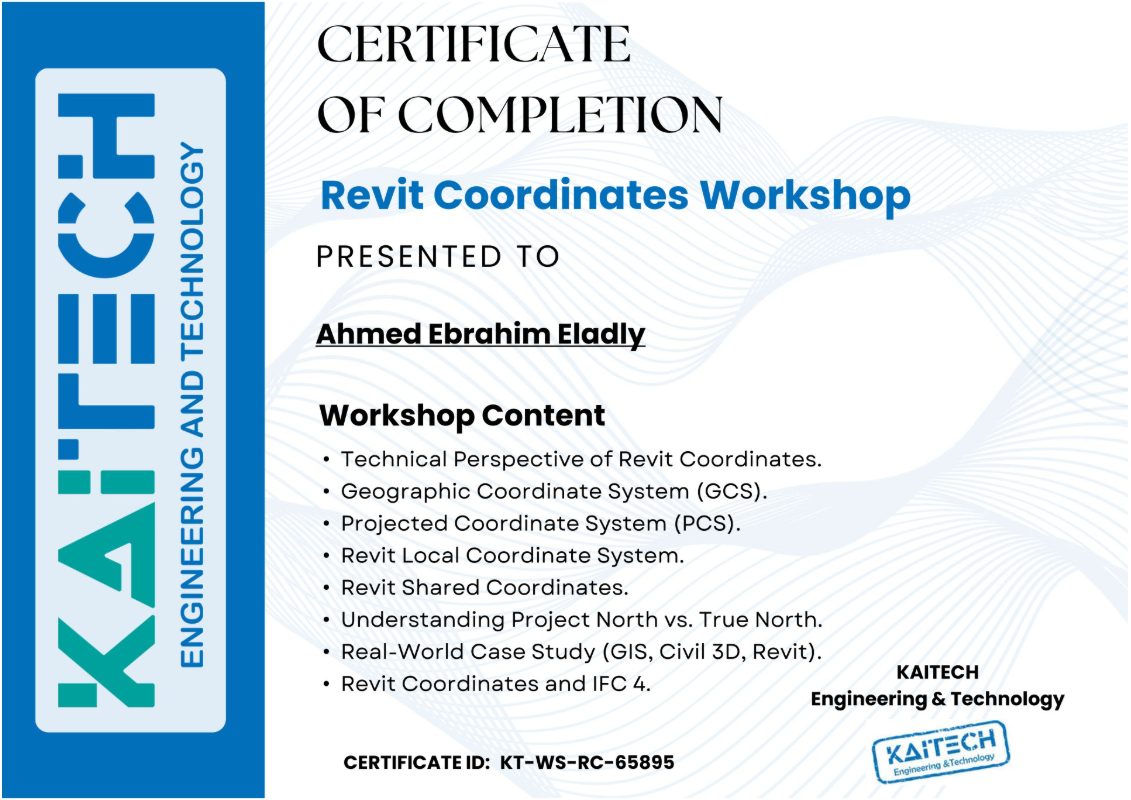 KAiTECH
ENGINEERING AND TECHNOLOGY
CERTIFICATE
OF COMPLETION
Revit Coordinates Workshop
PRESENTED TO
Ahmed Ebrahim Eladly
Workshop Content
• Technical Perspective of Revit Coordinates.
• Geographic Coordinate System (GCS).
• Projected Coordinate System (PCS).
• Revit Local Coordinate System.
• Revit Shared Coordinates.
• Understanding Project North vs. True North.
• Real-World Case Study (GIS, Civil 3D, Revit).
• Revit Coordinates and IFC 4.
KAITECH
Engineering & Technology
KAiTECH
Engineering &Technology
CERTIFICATE ID: KT-WS-RC-65895